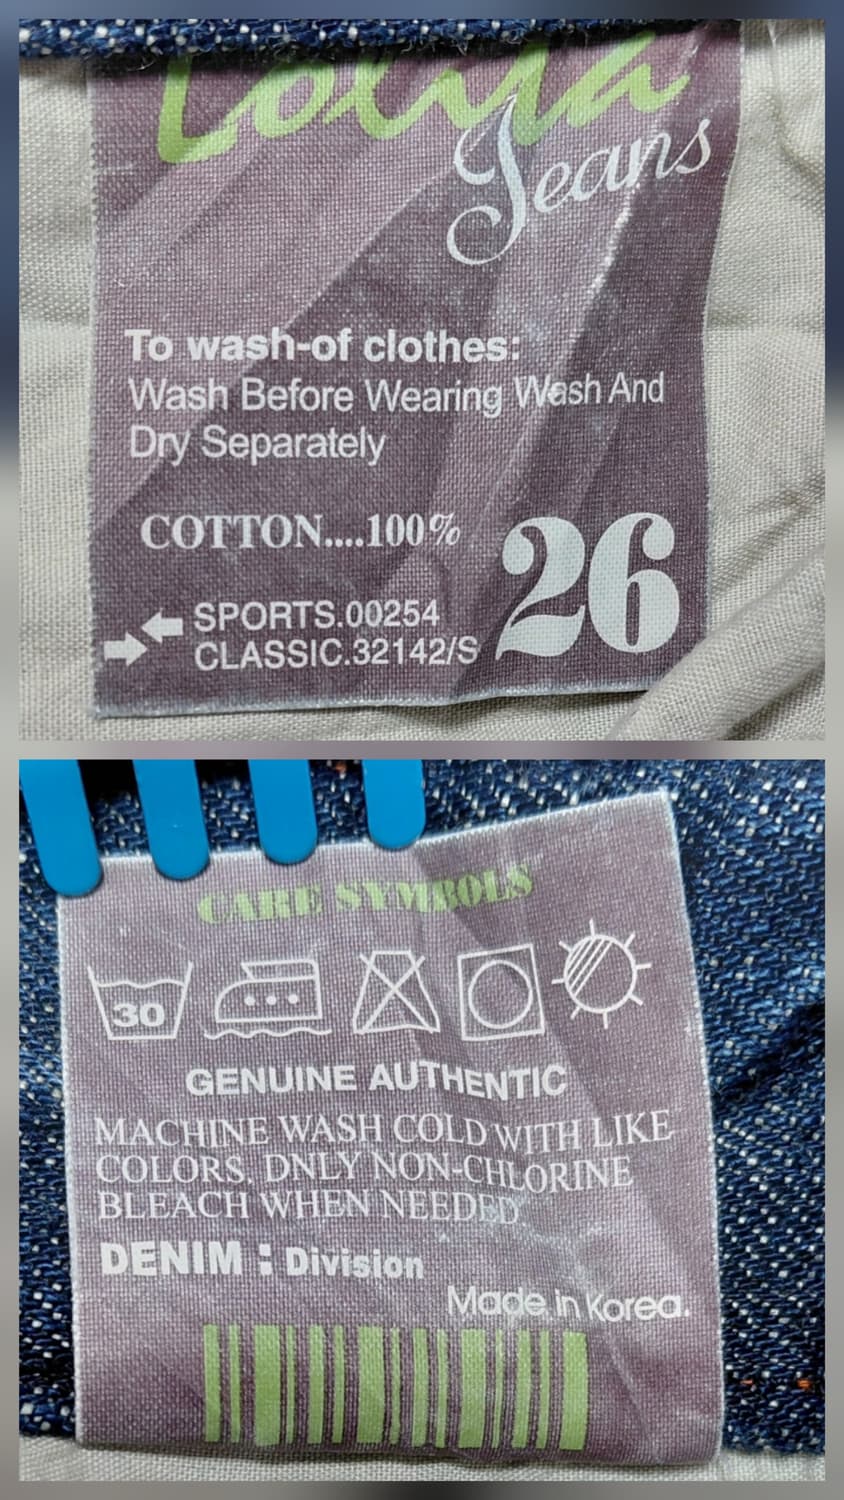 Lolita
Jeans
To wash-of clothes:
Wash Before Wearing Wash And
Dry Separately
COTTON....100%
26
SPORTS.00254
CLASSIC.32142/S
CARE SYMBOLS
30
GENUINE AUTHENTIC
MACHINE WASH COLD WITH LIKE
COLORS. DNLY NON-CHLORINE
BLEACH WHEN NEEDED.
DENIM : Division
Made in Korea.